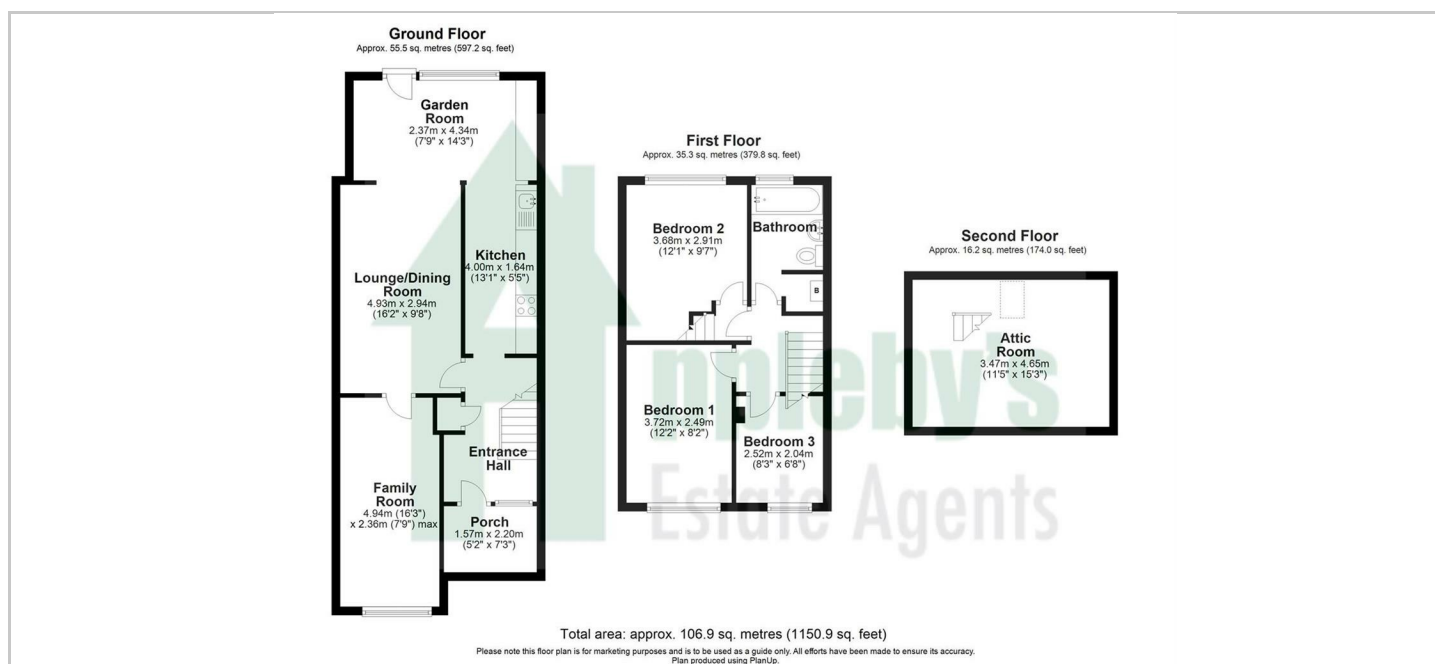 Ground Floor
Approx. 55.5 sq. metres (597.2 sq. feet)
Garden
Room
2.37m x 4.34m
(7'9" x 14'3")
Kitchen
4.00m x 1.64m
(13'1" x 5'5")
Lounge/Dining
Room
4.93m x 2.94m
(16'2" x 9'8")
Entrance
Hall
Family
Room
4.94m (16'3")
x 2.36m (7'9") max
Porch
1.57m x 2.20m
(5'2" x 7'3")
First Floor
Approx. 35.3 sq. metres (379.8 sq. feet)
Bedroom 2
3.68m x 2.91m
(12'1" x 9'7")
Bathroom
B
Bedroom 1
3.72m x 2.49m
(12'2" x 8'2")
Bedroom 3
2.52m x 2.04m
(8'3" x 6'8")
Second Floor
Approx. 16.2 sq. metres (174.0 sq. feet)
Attic
Room
3.47m x 4.65m
(11'5" x 15'3")
Estate Agents
Total area: approx. 106.9 sq. metres (1150.9 sq. feet)
Please note this floor plan is for marketing purposes and is to be used as a guide only. All efforts have been made to ensure its accuracy.
Plan produced using PlanUp.